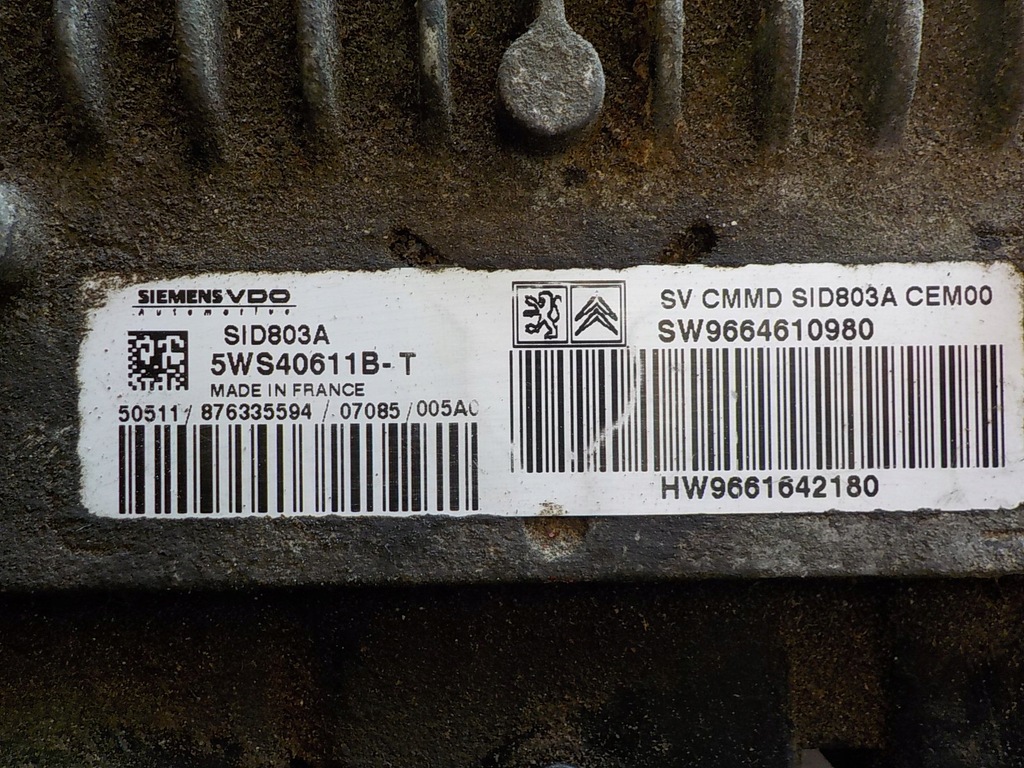 SIEMENS VDO
Automotive
SID803A
5WS40611B-T
MADE IN FRANCE
50511/876335594/07085/005A0
SV CMMD SID803A CEM00
SW9664610980
HW9661642180